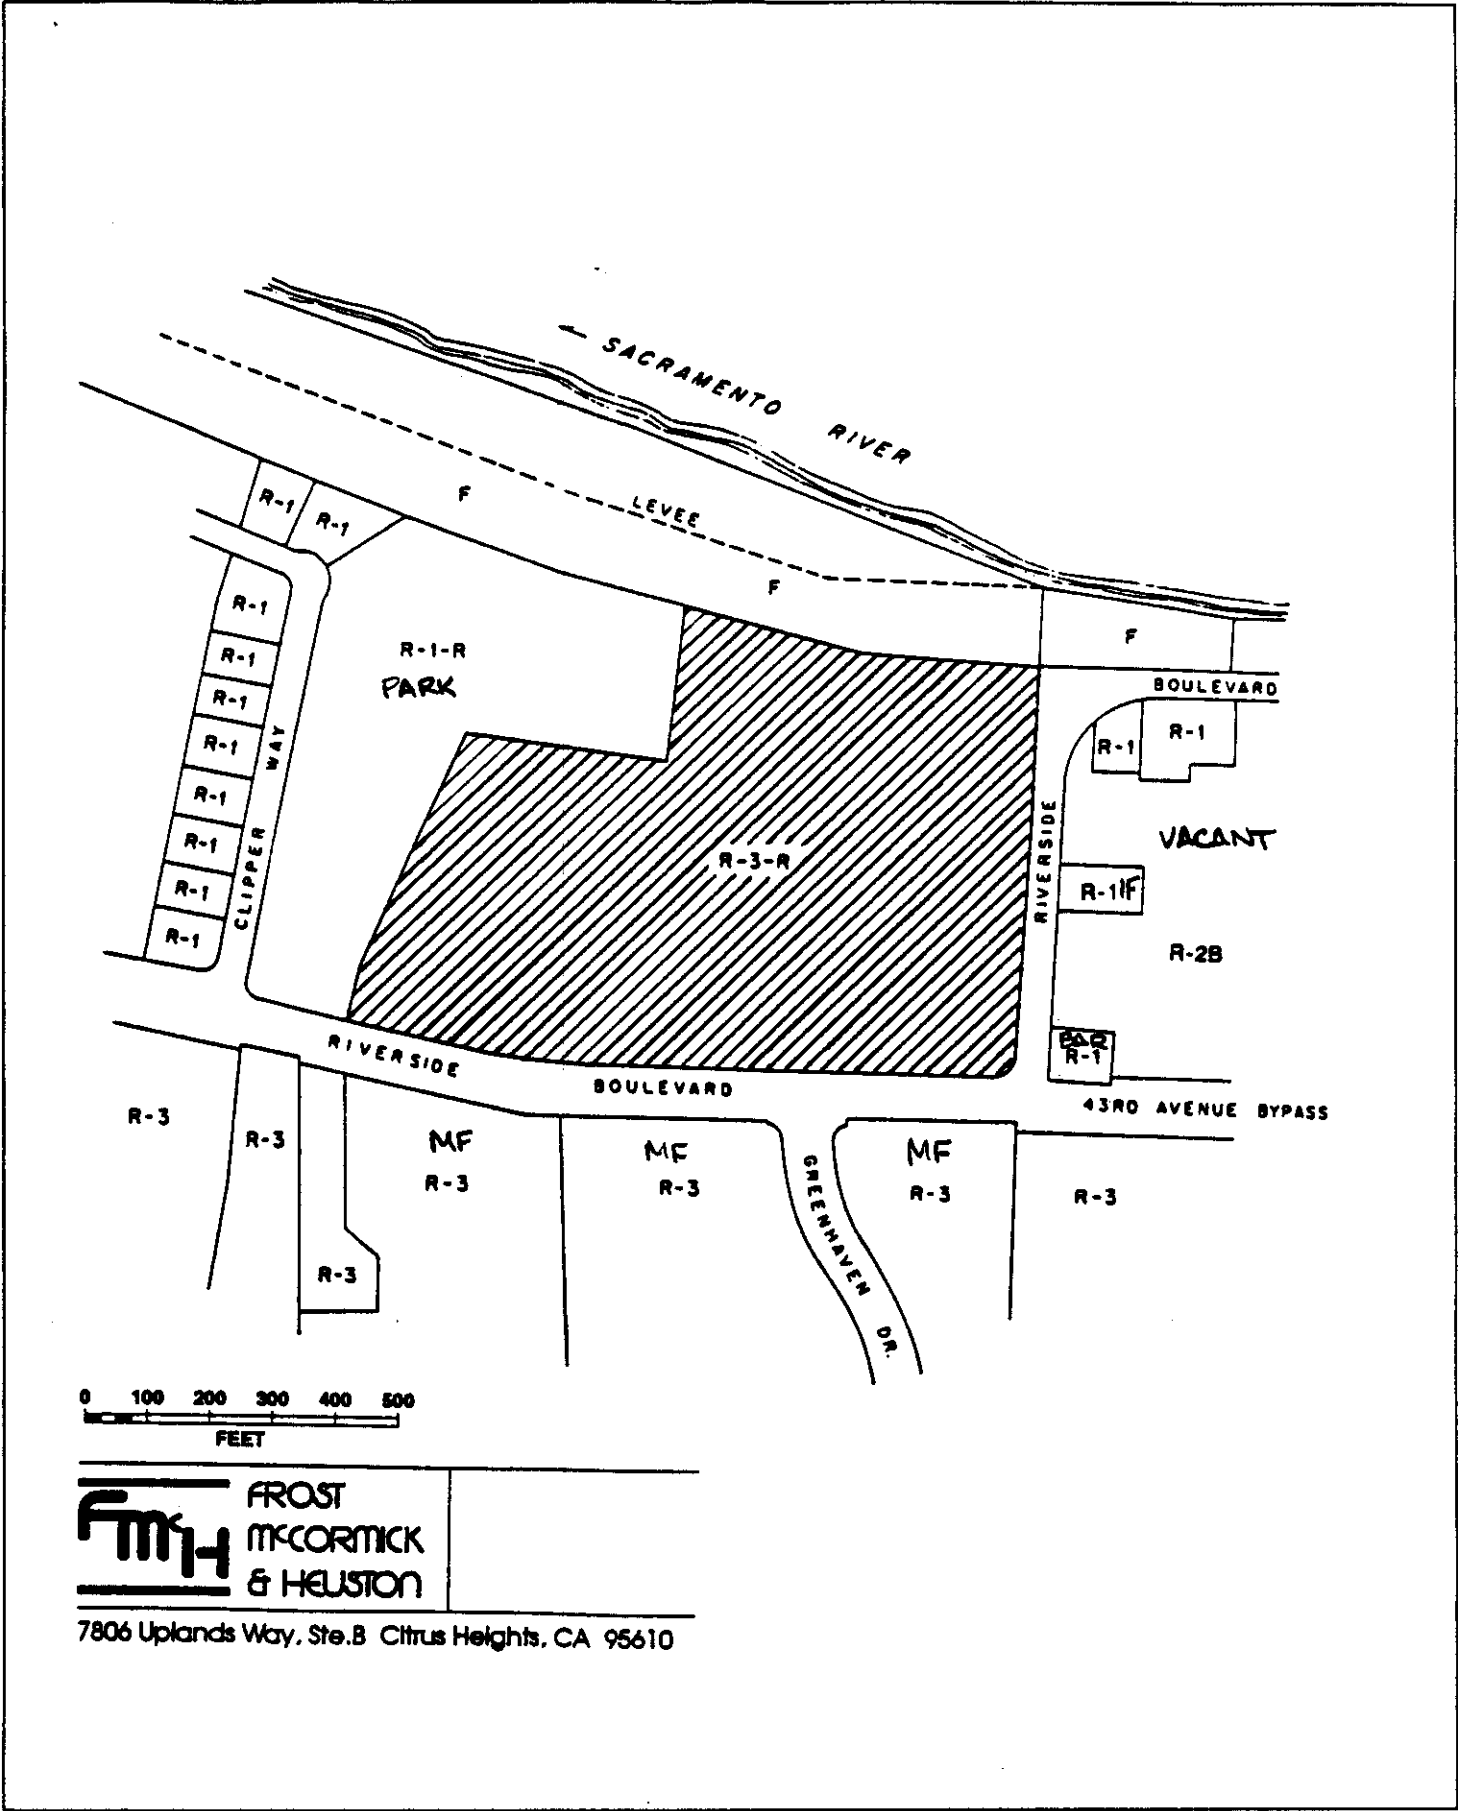 SACRAMENTO RIVER
R-1
R-1
F
LEVEE
F
F
R-1
R-1
R-1
R-1
R-1
R-1
R-1
R-1
CLIPPER WAY
R-1-R
PARK
BOULEVARD
R-1
R-1
R-3-R
RIVERSIDE
VACANT
R-1 1F
R-2B
BAR
R-1
RIVERSIDE BOULEVARD
43RD AVENUE BYPASS
R-3
R-3
MF
R-3
MF
R-3
MF
R-3
R-3
GREENHAVEN DR.
R-3
0 100 200 300 400 500
FEET
FMcH
FROST
McCORMICK
& HEUSTON
7806 Uplands Way, Ste.B Citrus Heights, CA 95610